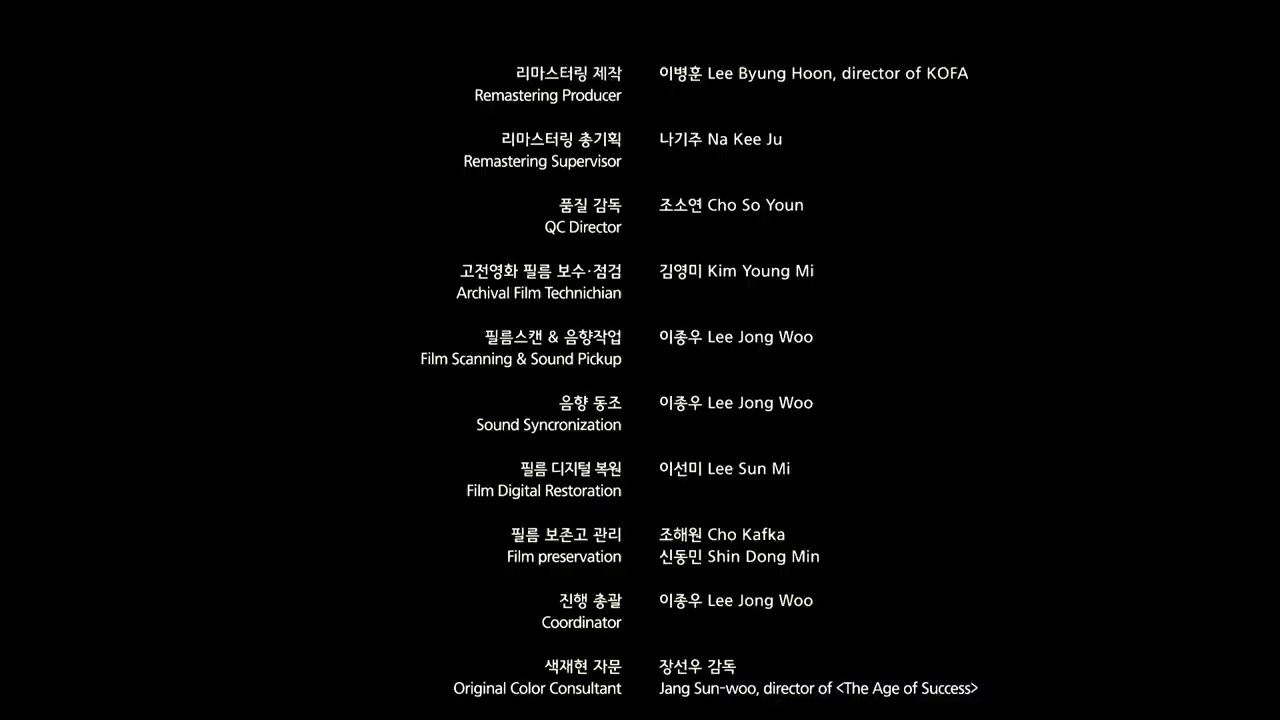 리마스터링 제작 이병훈 Lee Byung Hoon, director of KOFA
Remastering Producer
리마스터링 총기획 나기주 Na Kee Ju
Remastering Supervisor
품질 감독 조소연 Cho So Youn
QC Director
고전영화 필름 보수·점검 김영미 Kim Young Mi
Archival Film Technichian
필름스캔 & 음향작업 이종우 Lee Jong Woo
Film Scanning & Sound Pickup
음향 동조 이종우 Lee Jong Woo
Sound Syncronization
필름 디지털 복원 이선미 Lee Sun Mi
Film Digital Restoration
필름 보존고 관리 조해원 Cho Kafka
Film preservation 신동민 Shin Dong Min
진행 총괄 이종우 Lee Jong Woo
Coordinator
색재현 자문 장선우 감독
Original Color Consultant Jang Sun-woo, director of <The Age of Success>